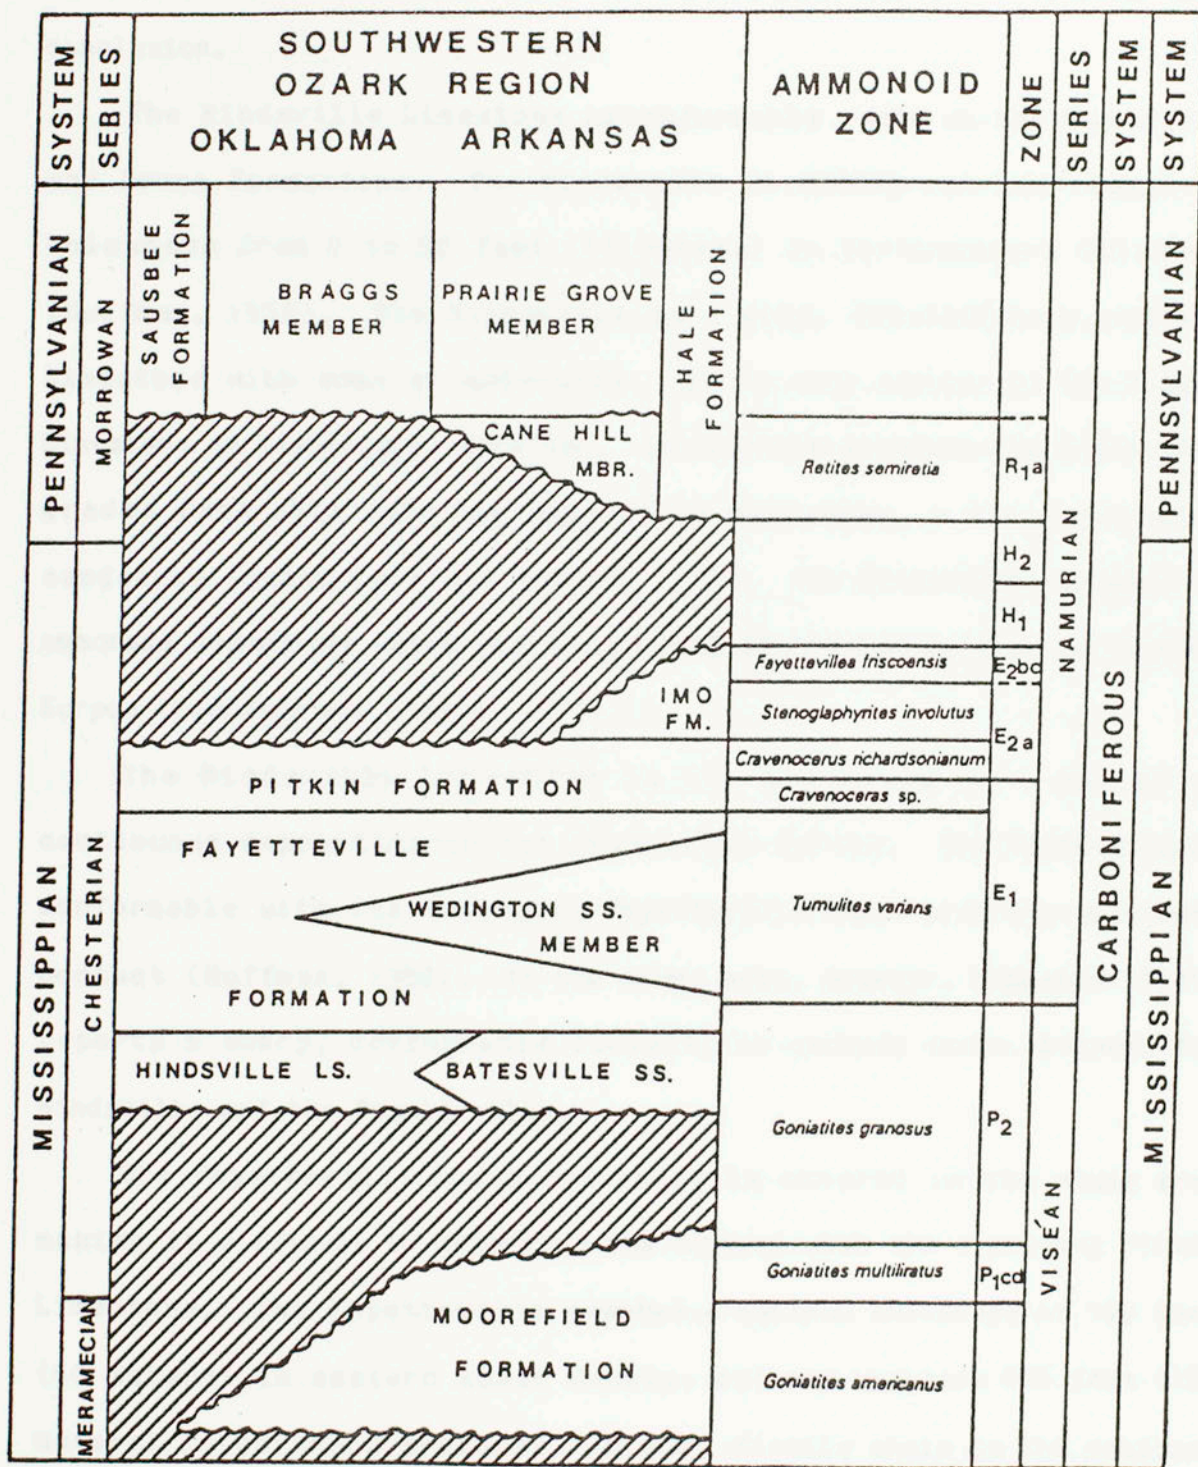 SYSTEM
SERIES
SOUTHWESTERN
OZARK REGION
OKLAHOMA ARKANSAS
AMMONOID
ZONE
ZONE
SERIES
SYSTEM
SYSTEM
PENNSYLVANIAN
MORROWAN
SAUSBEE
FORMATION
BRAGGS
MEMBER
PRAIRIE GROVE
MEMBER
HALE
FORMATION
CANE HILL
MBR.
Retites semiretia
R1a
H2
H1
Fayettevillea friscoensis
E2bc
IMO
FM.
Stenoglaphyrites involutus
E2a
Cravenocerus richardsonianum
PITKIN FORMATION
Cravenoceras sp.
MISSISSIPPIAN
CHESTERIAN
FAYETTEVILLE
WEDINGTON SS.
MEMBER
FORMATION
Tumulites varians
E1
HINDSVILLE LS.
BATESVILLE SS.
Goniatites granosus
P2
Goniatites multiliratus
P1cd
MERAMECIAN
MOOREFIELD
FORMATION
Goniatites americanus
NAMURIAN
VISEÁN
CARBONIFEROUS
PENNSYLVANIAN
MISSISSIPPIAN